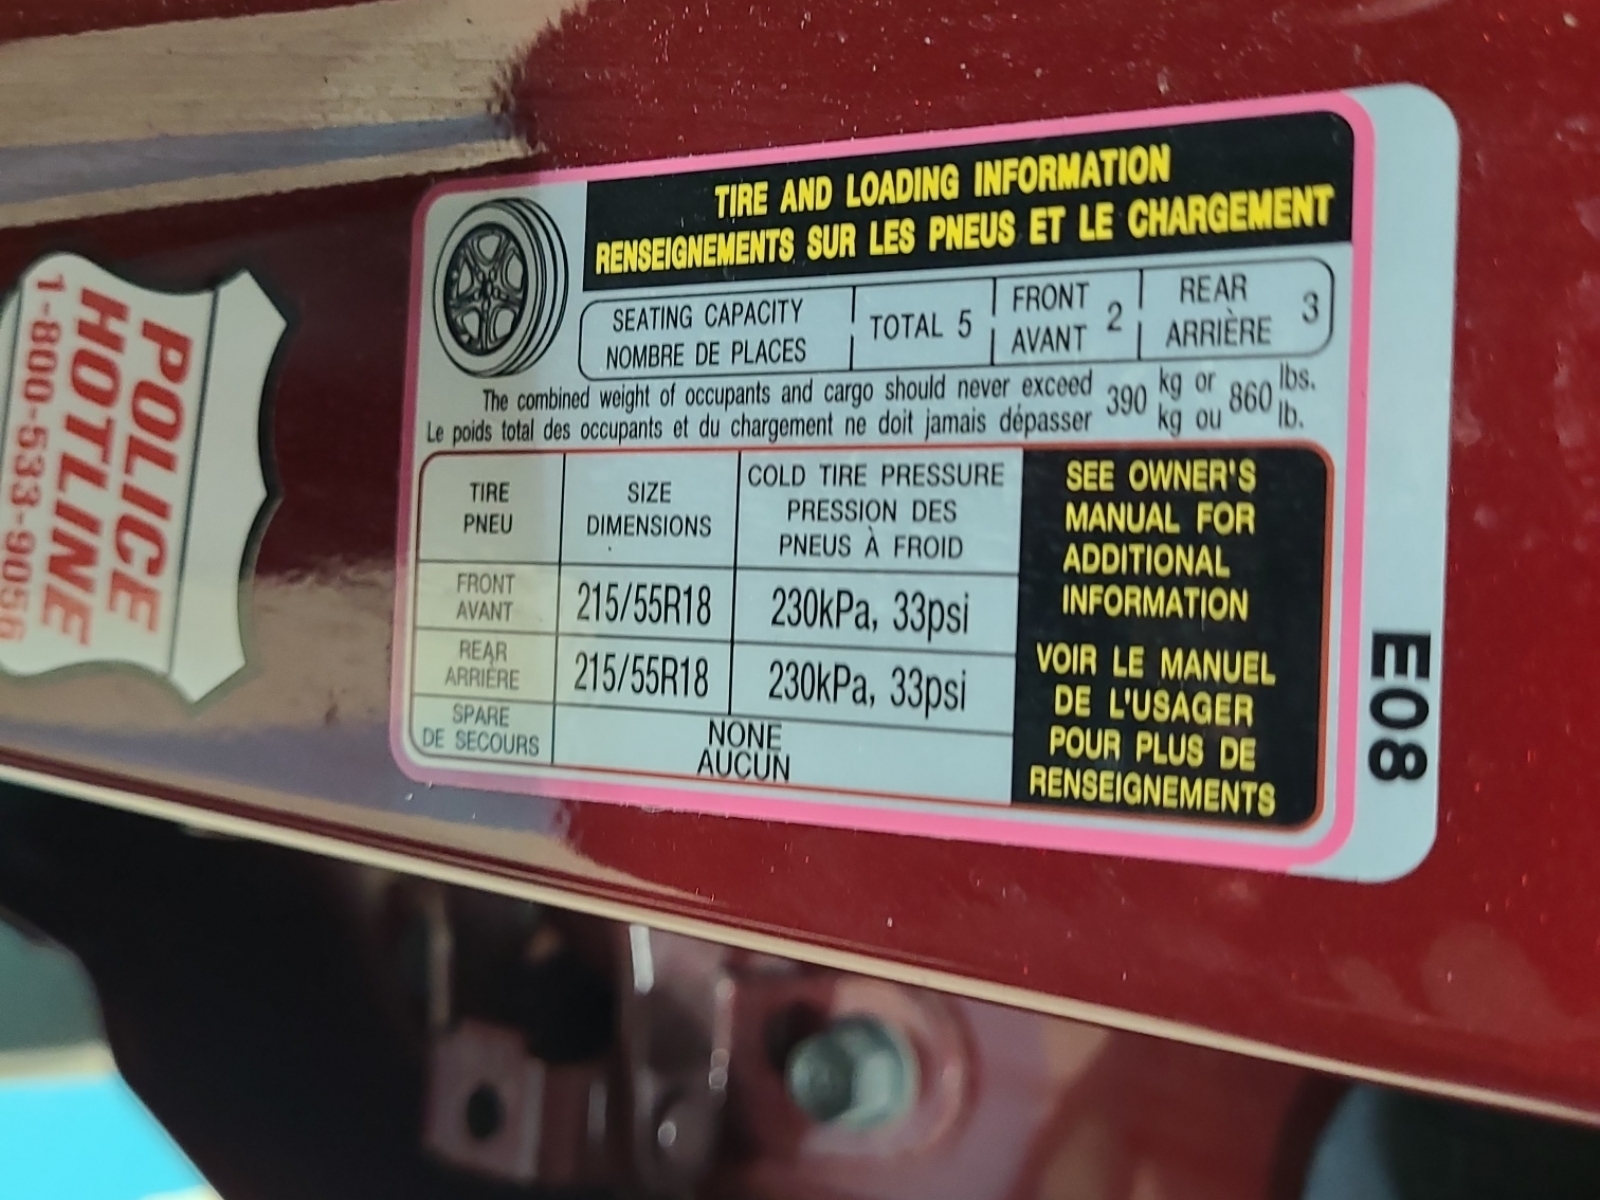 TIRE AND LOADING INFORMATION
RENSEIGNEMENTS SUR LES PNEUS ET LE CHARGEMENT
SEATING CAPACITY
NOMBRE DE PLACES
TOTAL 5
FRONT
AVANT
2
REAR
ARRIÈRE
3
The combined weight of occupants and cargo should never exceed 390 kg or 860 lbs.
Le poids total des occupants et du chargement ne doit jamais dépasser kg ou lb.
TIRE
PNEU
SIZE
DIMENSIONS
COLD TIRE PRESSURE
PRESSION DES
PNEUS À FROID
FRONT
AVANT
215/55R18
230kPa, 33psi
REAR
ARRIÈRE
215/55R18
230kPa, 33psi
SPARE
DE SECOURS
NONE
AUCUN
SEE OWNER'S
MANUAL FOR
ADDITIONAL
INFORMATION
VOIR LE MANUEL
DE L'USAGER
POUR PLUS DE
RENSEIGNEMENTS
E08
POLICE
HOTLINE
1-800-533-9056